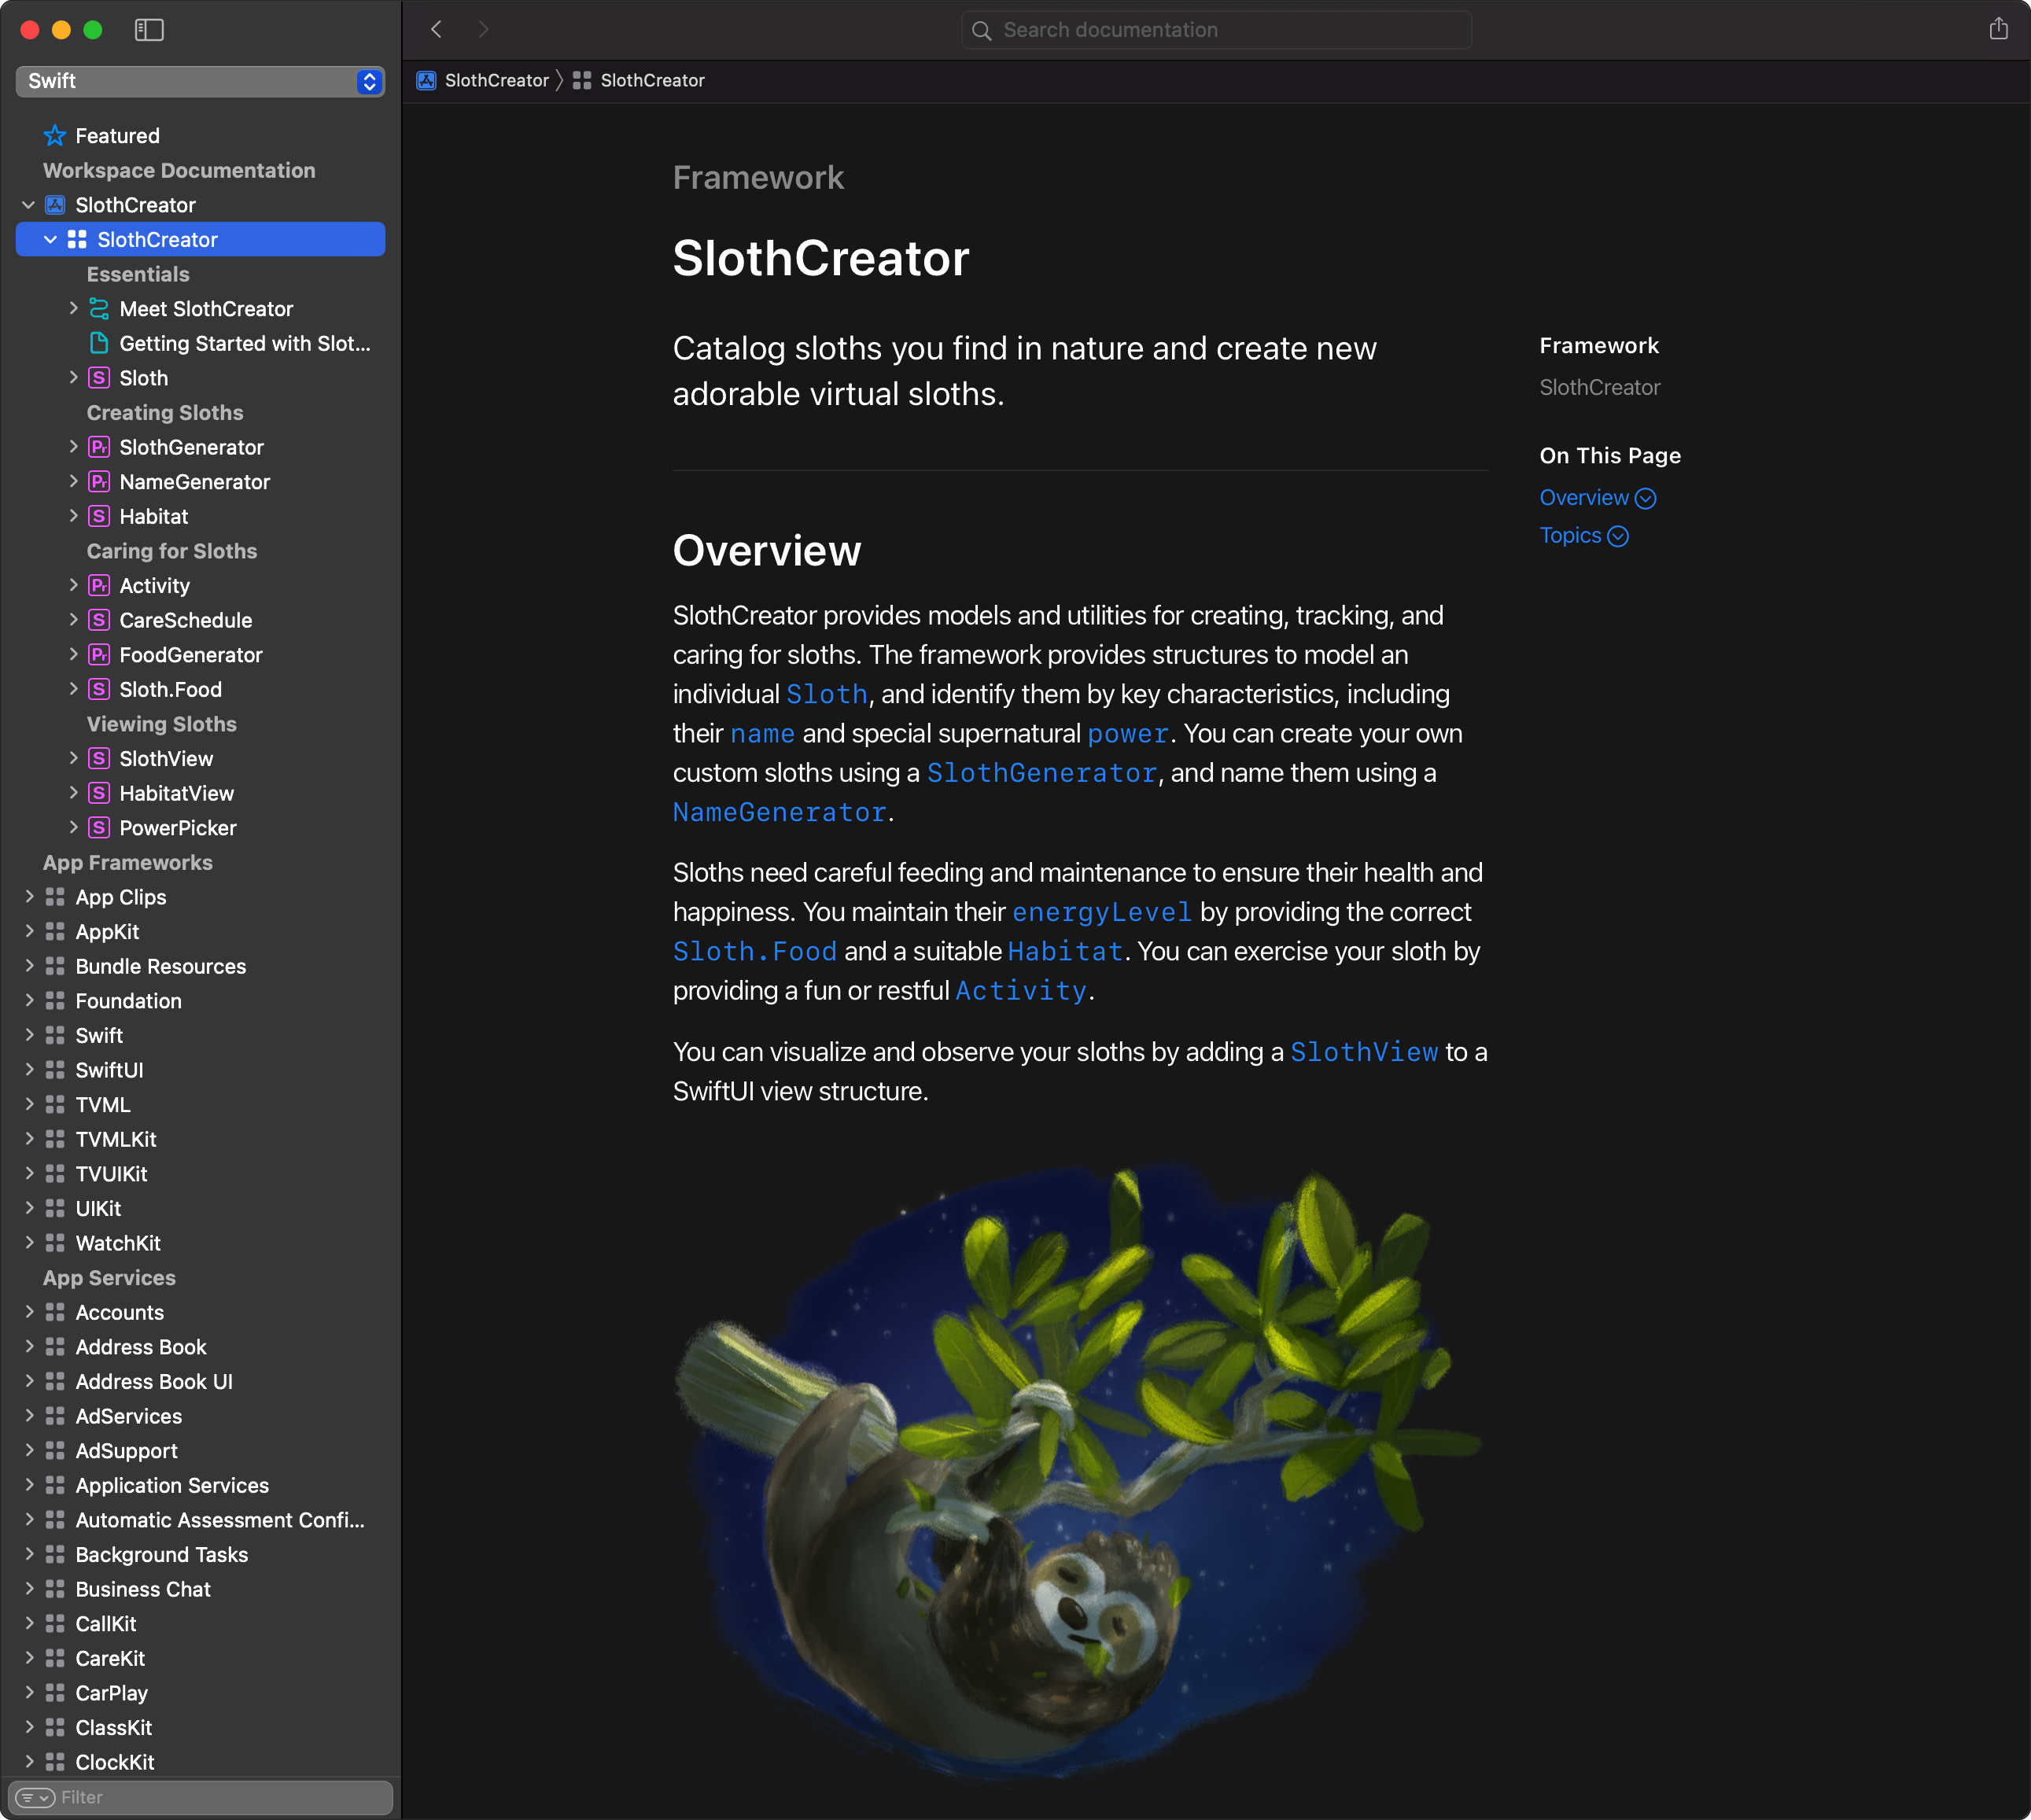 Search documentation
Swift
SlothCreator
SlothCreator
Featured
Workspace Documentation
SlothCreator
SlothCreator
Essentials
Meet SlothCreator
Getting Started with Slot...
S Sloth
Creating Sloths
Pr SlothGenerator
Pr NameGenerator
S Habitat
Caring for Sloths
Pr Activity
S CareSchedule
Pr FoodGenerator
S Sloth.Food
Viewing Sloths
S SlothView
S HabitatView
S PowerPicker
App Frameworks
App Clips
AppKit
Bundle Resources
Foundation
Swift
SwiftUI
TVML
TVMLKit
TVUIKit
UIKit
WatchKit
App Services
Accounts
Address Book
Address Book UI
AdServices
AdSupport
Application Services
Automatic Assessment Confi...
Background Tasks
Business Chat
CallKit
CareKit
CarPlay
ClassKit
ClockKit
Filter
Framework
SlothCreator
Catalog sloths you find in nature and create new
adorable virtual sloths.
Overview
SlothCreator provides models and utilities for creating, tracking, and
caring for sloths. The framework provides structures to model an
individual Sloth, and identify them by key characteristics, including
their name and special supernatural power. You can create your own
custom sloths using a SlothGenerator, and name them using a
NameGenerator.
Sloths need careful feeding and maintenance to ensure their health and
happiness. You maintain their energyLevel by providing the correct
Sloth.Food and a suitable Habitat. You can exercise your sloth by
providing a fun or restful Activity.
You can visualize and observe your sloths by adding a SlothView to a
SwiftUI view structure.
Framework
SlothCreator
On This Page
Overview
Topics